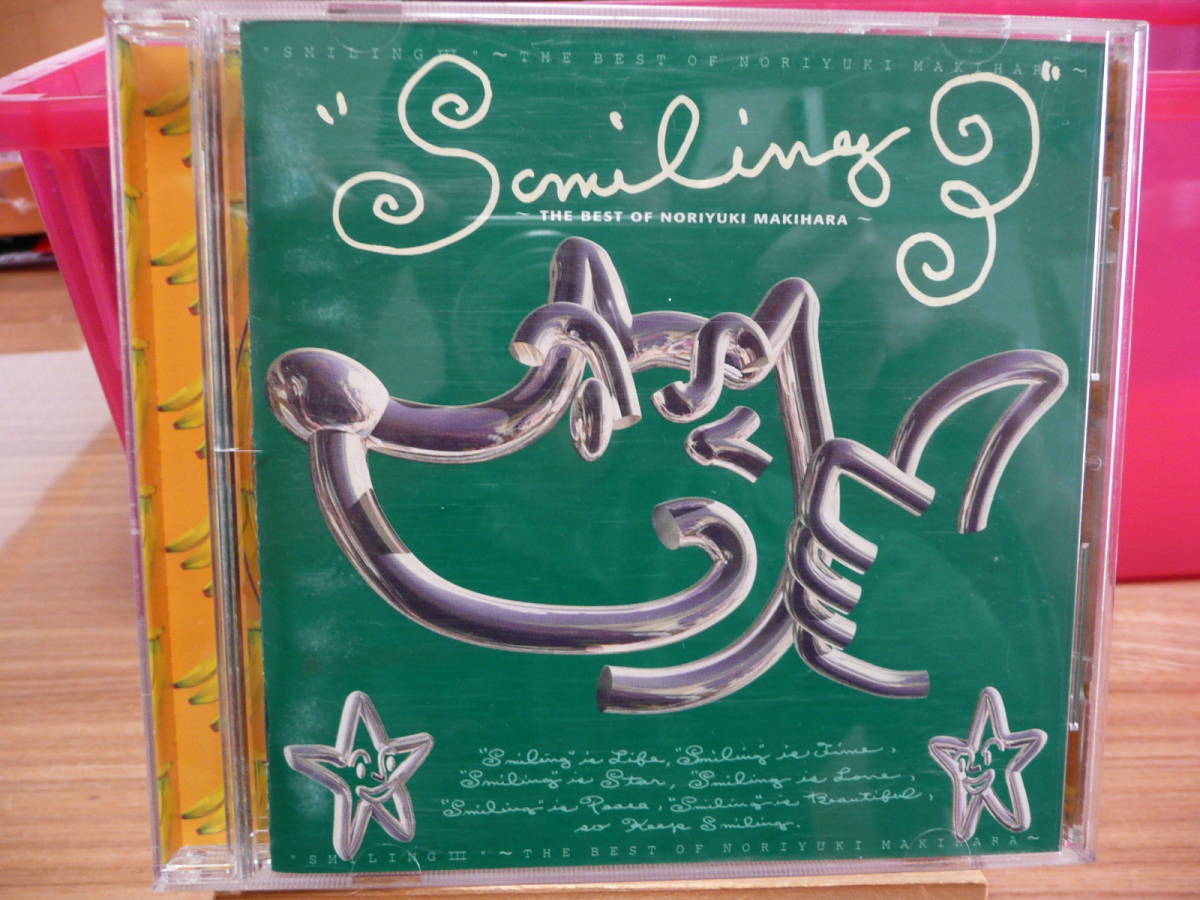 "SMILING III" ~ THE BEST OF NORIYUKI MAKIHARA ~
"Smiling 3"
~ THE BEST OF NORIYUKI MAKIHARA ~
"Smiling" is Life, "Smiling" is Time,
"Smiling" is Star, "Smiling is Love,
"Smiling" is Peace, "Smiling" is Beautiful,
so Keep Smiling.
"SMILING III" ~ THE BEST OF NORIYUKI MAKIHARA ~